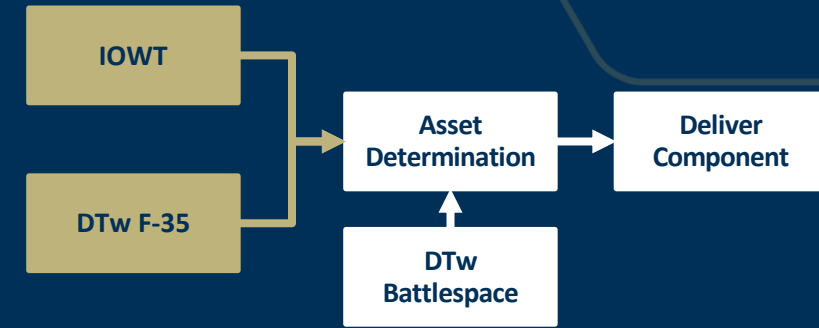 IOWT
Asset
Determination
Deliver
Component
DTw F-35
DTw
Battlespace